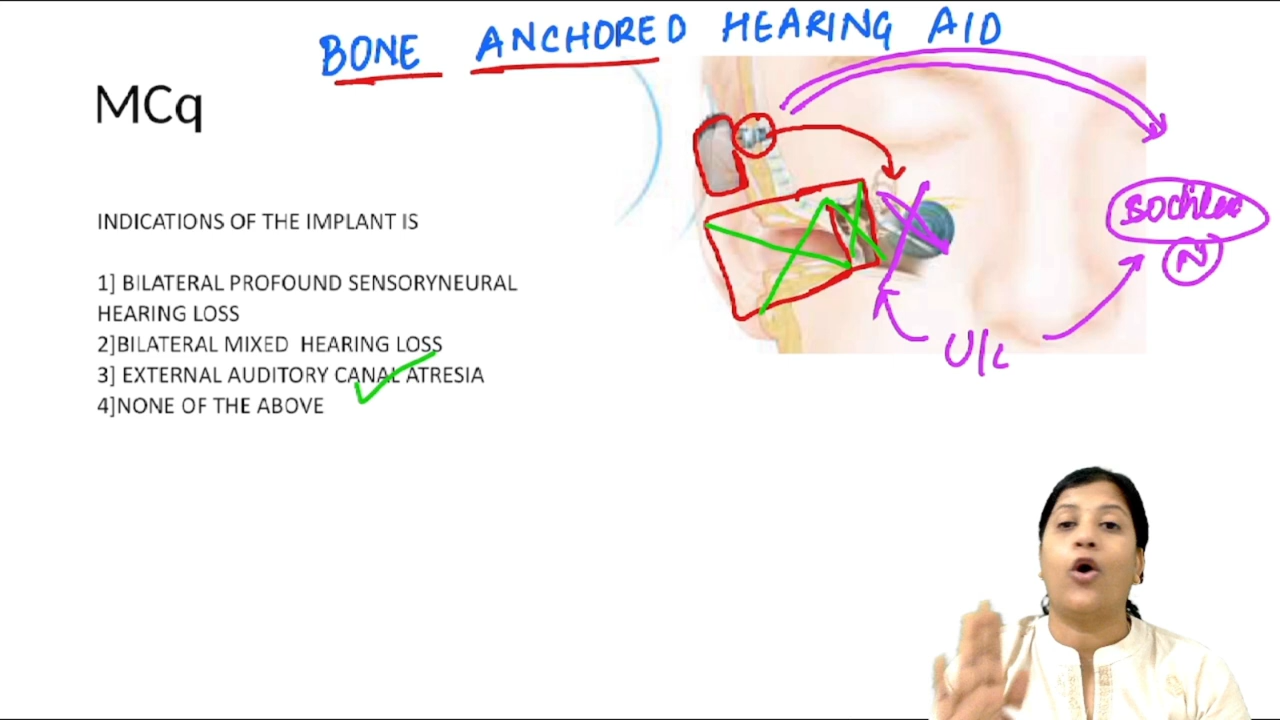 BONE ANCHORED HEARING AID
MCq
INDICATIONS OF THE IMPLANT IS
1] BILATERAL PROFOUND SENSORYNEURAL
HEARING LOSS
2]BILATERAL MIXED HEARING LOSS
3] EXTERNAL AUDITORY CANAL ATRESIA
4]NONE OF THE ABOVE
N
U/L